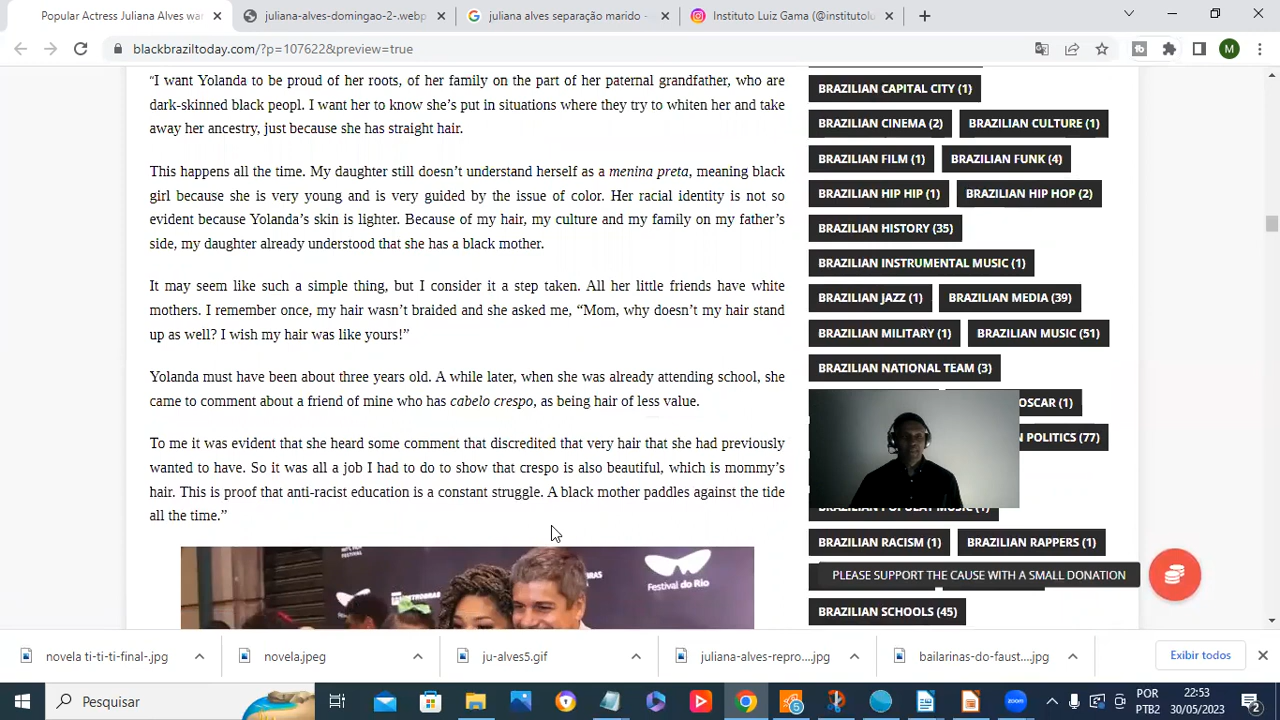 Popular Actress Juliana Alves war
juliana-alves-domingao-2-.webp
juliana alves separação marido -
Instituto Luiz Gama (@institotolu
blackbraziltoday.com/?p=107622&preview=true
M
"I want Yolanda to be proud of her roots, of her family on the part of her paternal grandfather, who are
dark-skinned black peopl. I want her to know she's put in situations where they try to whiten her and take
away her ancestry, just because she has straight hair.
This happens all the time. My daughter still doesn't understand herself as a menina preta, meaning black
girl because she is very young and is very guided by the issue of color. Her racial identity is not so
evident because Yolanda's skin is lighter. Because of my hair, my culture and my family on my father's
side, my daughter already understood that she has a black mother.
It may seem like such a simple thing, but I consider it a step taken. All her little friends have white
mothers. I remember once, my hair wasn't braided and she asked me, "Mom, why doesn't my hair stand
up as well? I wish my hair was like yours!"
Yolanda must have been about three years old. A while later, when she was already attending school, she
came to comment about a friend of mine who has cabelo crespo, as being hair of less value.
To me it was evident that she heard some comment that discredited that very hair that she had previously
wanted to have. So it was all a job I had to do to show that crespo is also beautiful, which is mommy's
hair. This is proof that anti-racist education is a constant struggle. A black mother paddles against the tide
all the time."
Festival do Rio
BRAZILIAN CAPITAL CITY (1)
BRAZILIAN CINEMA (2) BRAZILIAN CULTURE (1)
BRAZILIAN FILM (1) BRAZILIAN FUNK (4)
BRAZILIAN HIP HIP (1) BRAZILIAN HIP HOP (2)
BRAZILIAN HISTORY (35)
BRAZILIAN INSTRUMENTAL MUSIC (1)
BRAZILIAN JAZZ (1) BRAZILIAN MEDIA (39)
BRAZILIAN MILITARY (1) BRAZILIAN MUSIC (51)
BRAZILIAN NATIONAL TEAM (3)
OSCAR (1)
POLITICS (77)
BRAZILIAN RACISM (1) BRAZILIAN RAPPERS (1)
PLEASE SUPPORT THE CAUSE WITH A SMALL DONATION
BRAZILIAN SCHOOLS (45)
novela ti-ti-ti-final-.jpg
novela.jpeg
ju-alves5.gif
juliana-alves-repro....jpg
bailarinas-do-faust....jpg
Exibir todos
Pesquisar
5
zoom
POR
PTB2
22:53
30/05/2023
2